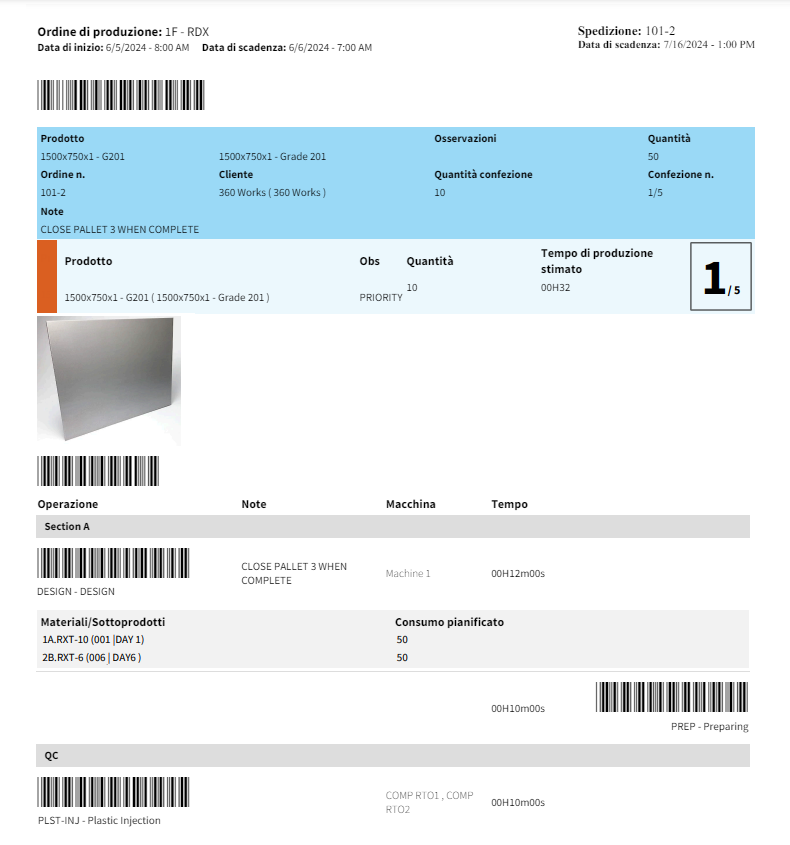 Ordine di produzione: 1F - RDX
Data di inizio: 6/5/2024 - 8:00 AM Data di scadenza: 6/6/2024 - 7:00 AM
Spedizione: 101-2
Data di scadenza: 7/16/2024 - 1:00 PM
Prodotto Osservazioni Quantità
1500x750x1 - G201 1500x750x1 - Grade 201 50
Ordine n. Cliente Quantità confezione Confezione n.
101-2 360 Works ( 360 Works ) 10 1/5
Note
CLOSE PALLET 3 WHEN COMPLETE
Prodotto Obs Quantità Tempo di produzione
stimato
1500x750x1 - G201 ( 1500x750x1 - Grade 201 ) PRIORITY 10 00H32
1 / 5
Operazione Note Macchina Tempo
Section A
CLOSE PALLET 3 WHEN
COMPLETE
Machine 1 00H12m00s
DESIGN - DESIGN
Materiali/Sottoprodotti Consumo pianificato
1A.RXT-10 (001 |DAY 1) 50
2B.RXT-6 (006 | DAY6 ) 50
00H10m00s
PREP - Preparing
QC
COMP RTO1 , COMP
RTO2
00H10m00s
PLST-INJ - Plastic Injection